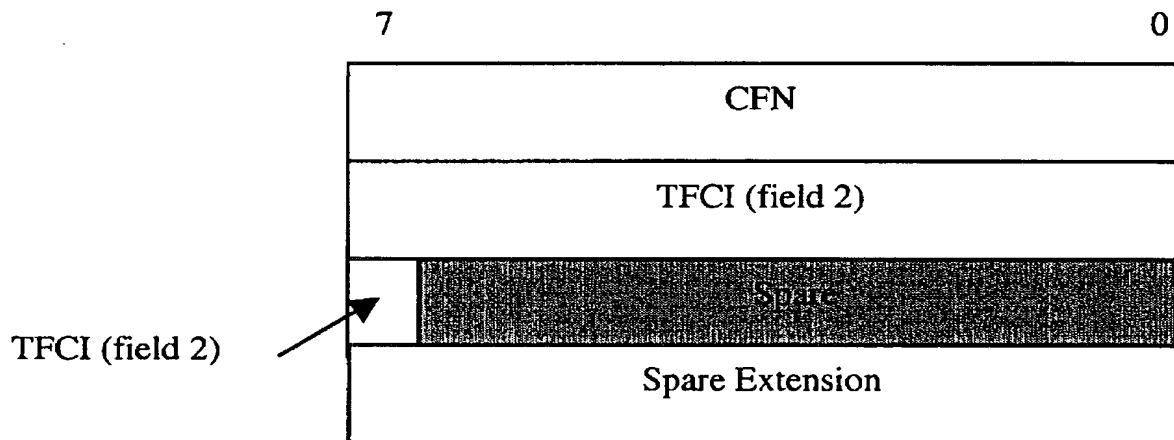 7 0
CFN
TFCI (field 2)
Spare
TFCI (field 2)
Spare Extension